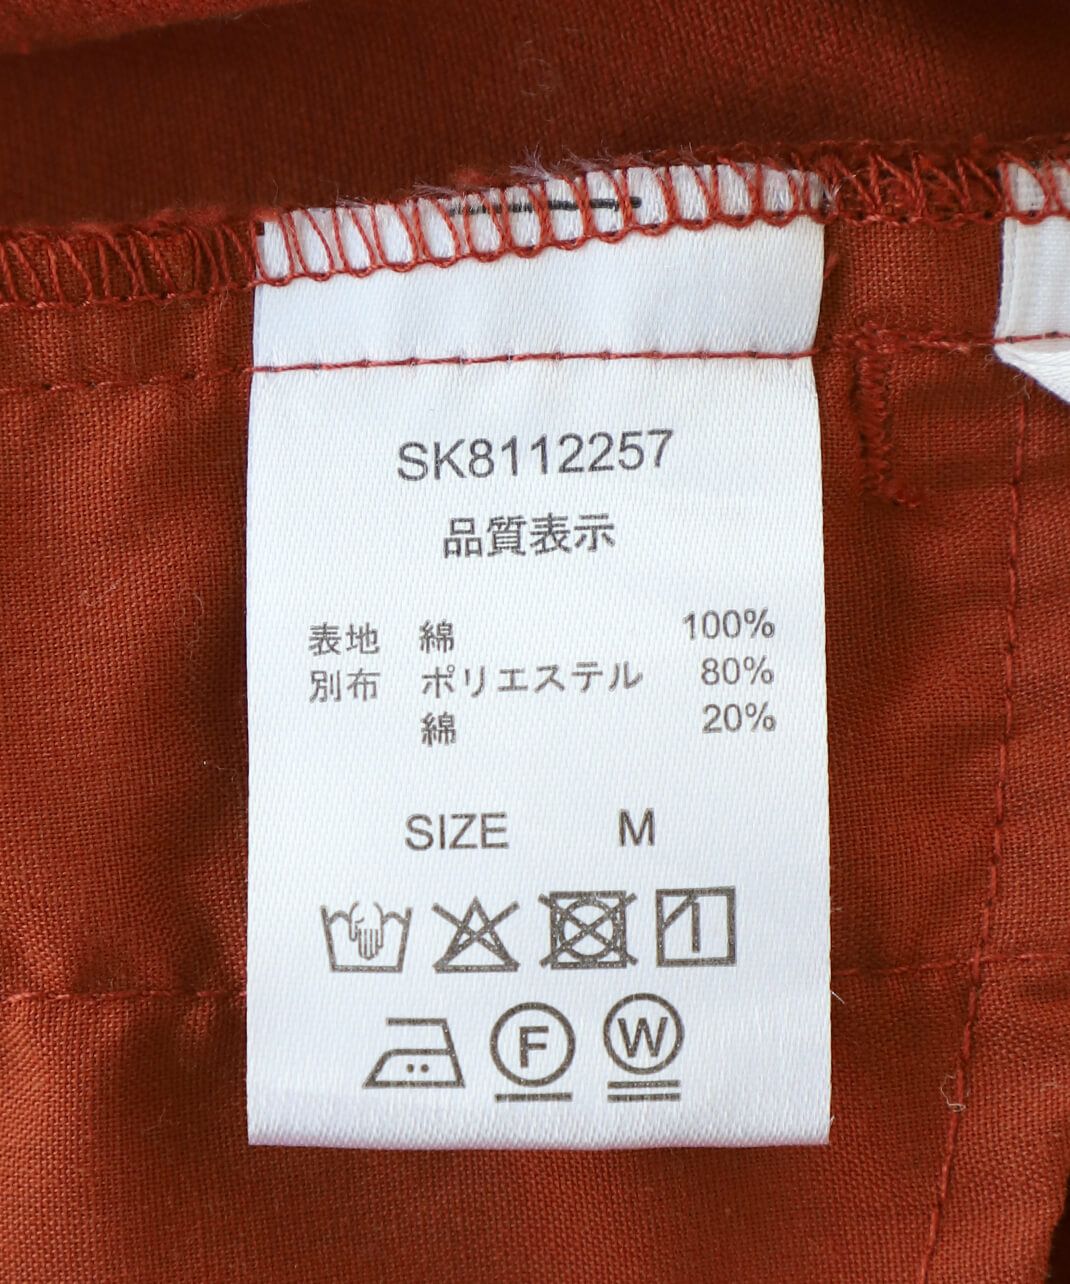 SK8112257
品質表示
表地 綿 100%
別布 ポリエステル 80%
綿 20%
SIZE M
F W